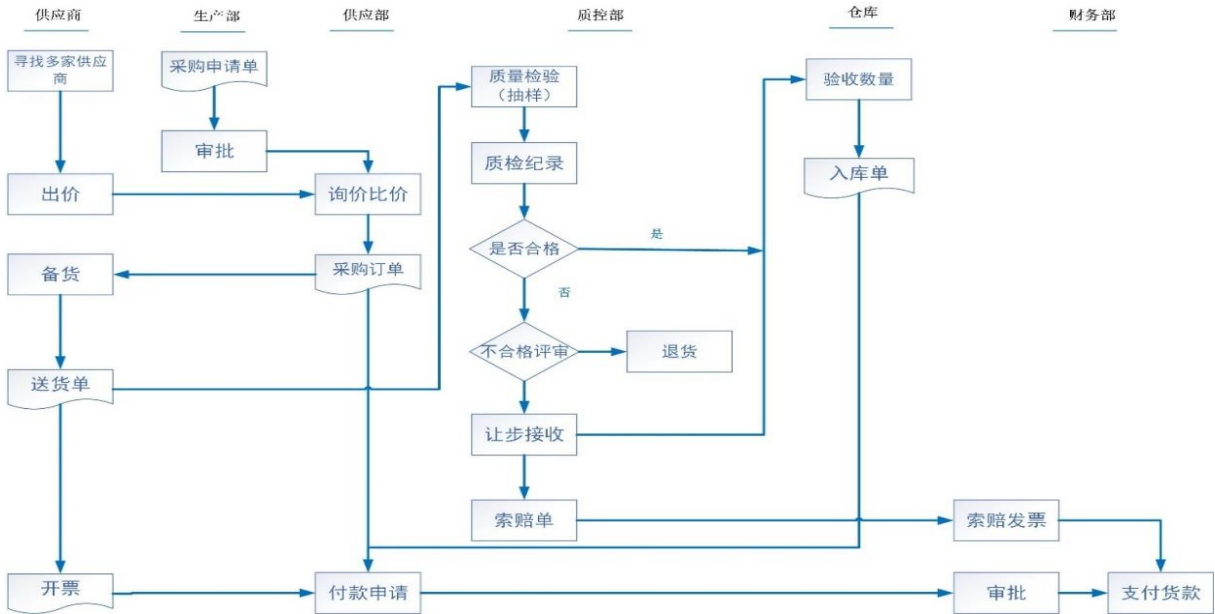 供应商
生产部
供应部
质控部
仓库
财务部
寻找多家供应
商
采购申请单
质量检验
（抽样）
验收数量
审批
质检纪录
入库单
出价
询价比价
是否合格
是
备货
采购订单
否
不合格评审
退货
送货单
让步接收
索赔单
索赔发票
开票
付款申请
审批
支付货款